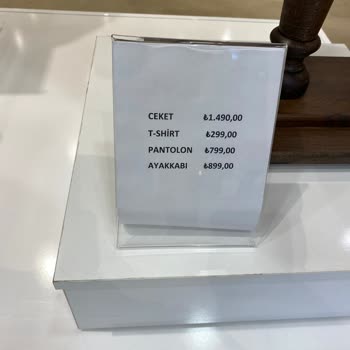 CEKET ₺1.490,00
T-SHİRT ₺299,00
PANTOLON ₺799,00
AYAKKABI ₺899,00